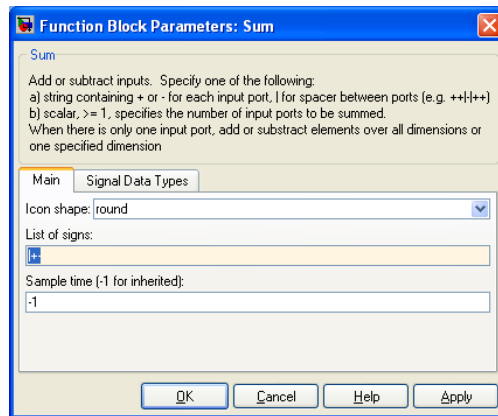 Function Block Parameters: Sum
Sum
Add or subtract inputs. Specify one of the following:
a) string containing + or - for each input port, | for spacer between ports (e.g. ++|-|++)
b) scalar, >= 1, specifies the number of input ports to be summed.
When there is only one input port, add or substract elements over all dimensions or
one specified dimension
Main Signal Data Types
Icon shape: round
List of signs:
|+-
Sample time (-1 for inherited):
-1
OK Cancel Help Apply